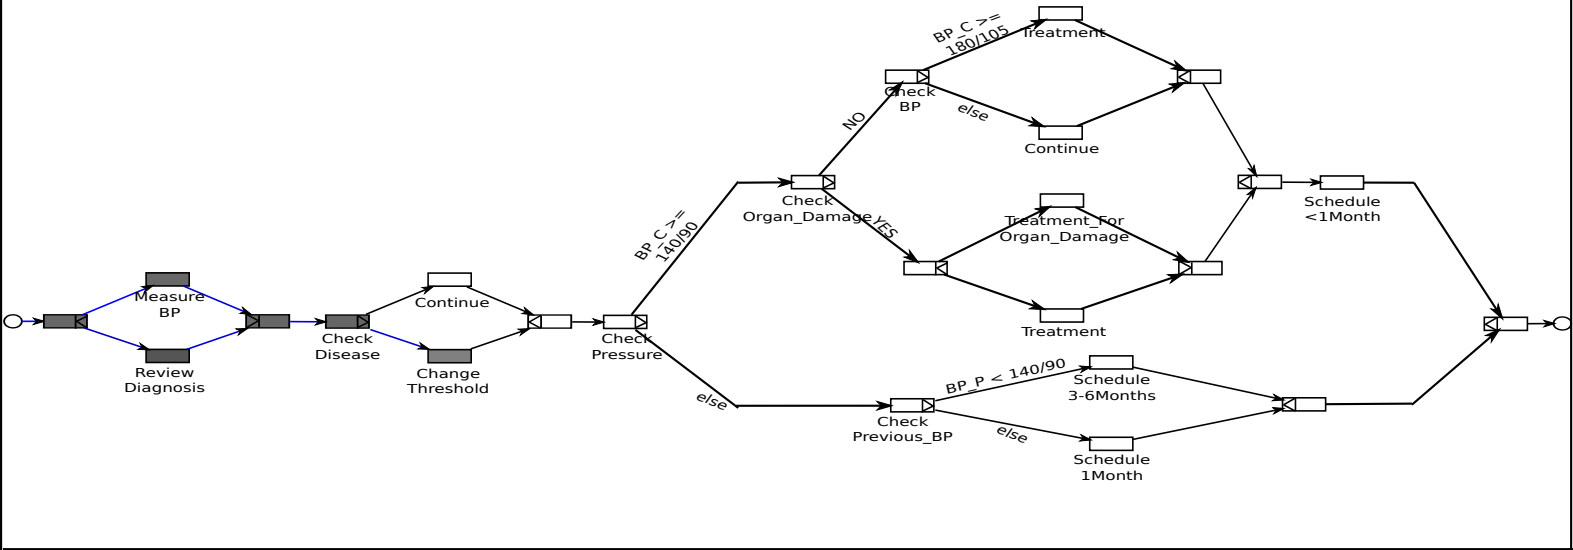 BP_C >=
180/105
Treatment
Check
BP
else
NO
Continue
Check
Organ_Damage
YES
Treatment_For
Organ_Damage
Schedule
<1Month
BP_C >=
140/90
Treatment
Measure
BP
Continue
Review
Diagnosis
Check
Disease
Change
Threshold
Check
Pressure
else
BP_P < 140/90
Schedule
3-6Months
Check
Previous_BP
else
Schedule
1Month